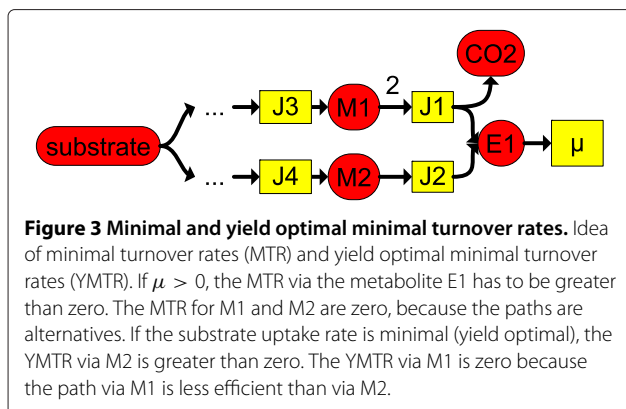 CO2
2
... J3 M1 J1
substrate E1 μ
... J4 M2 J2
Figure 3 Minimal and yield optimal minimal turnover rates. Idea
of minimal turnover rates (MTR) and yield optimal minimal turnover
rates (YMTR). If μ > 0, the MTR via the metabolite E1 has to be greater
than zero. The MTR for M1 and M2 are zero, because the paths are
alternatives. If the substrate uptake rate is minimal (yield optimal), the
YMTR via M2 is greater than zero. The YMTR via M1 is zero because
the path via M1 is less efficient than via M2.